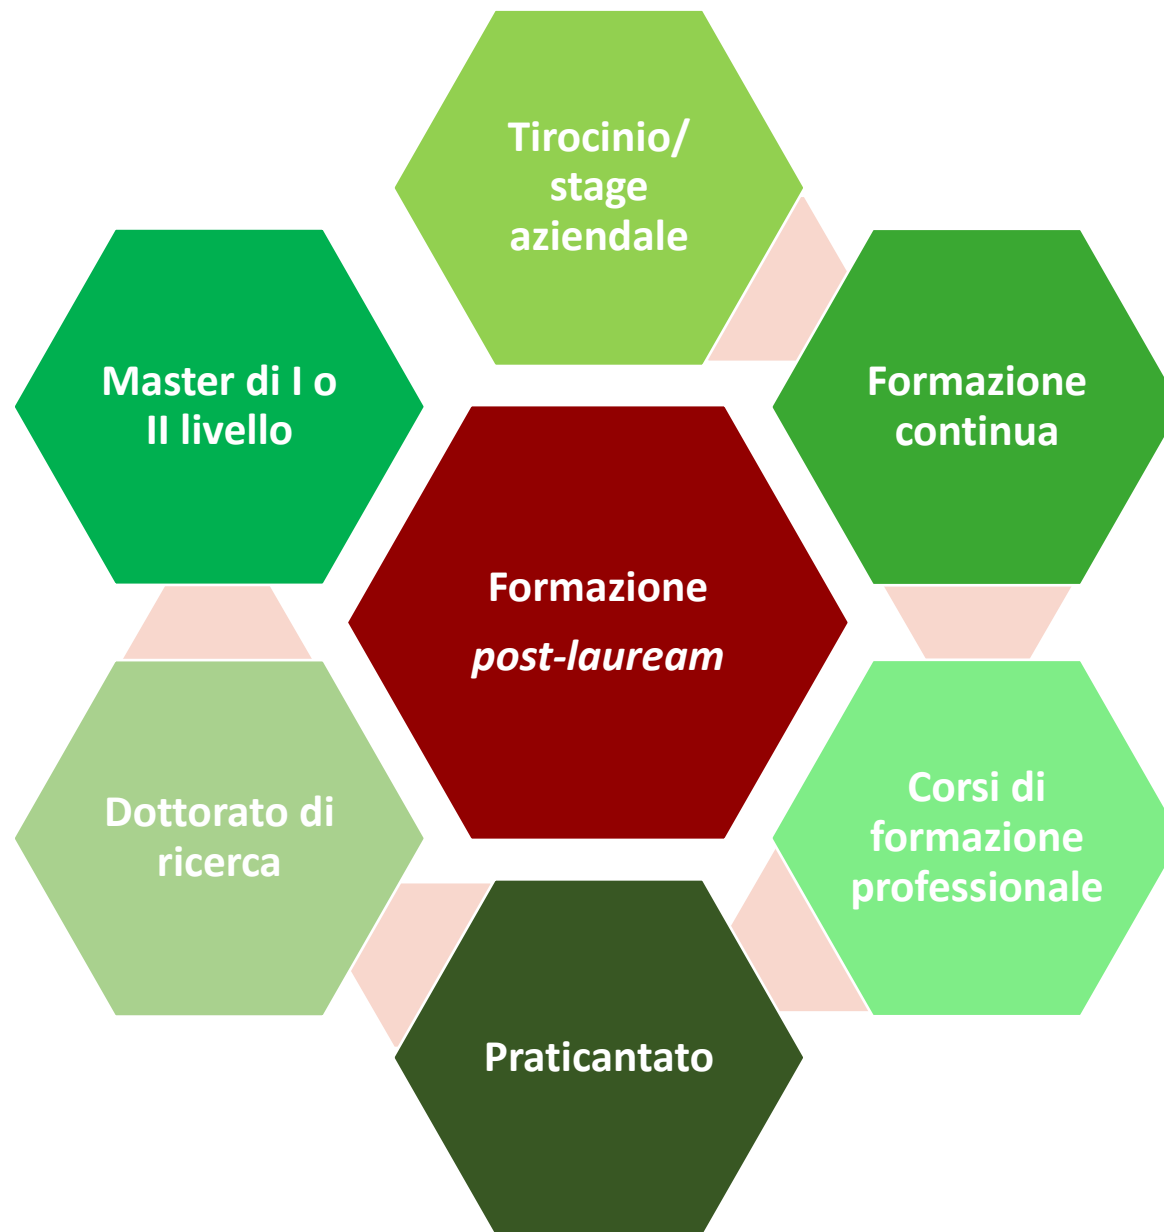 Tirocinio/
stage
aziendale
Master di I o
II livello
Formazione
continua
Formazione
post-lauream
Dottorato di
ricerca
Corsi di
formazione
professionale
Praticantato